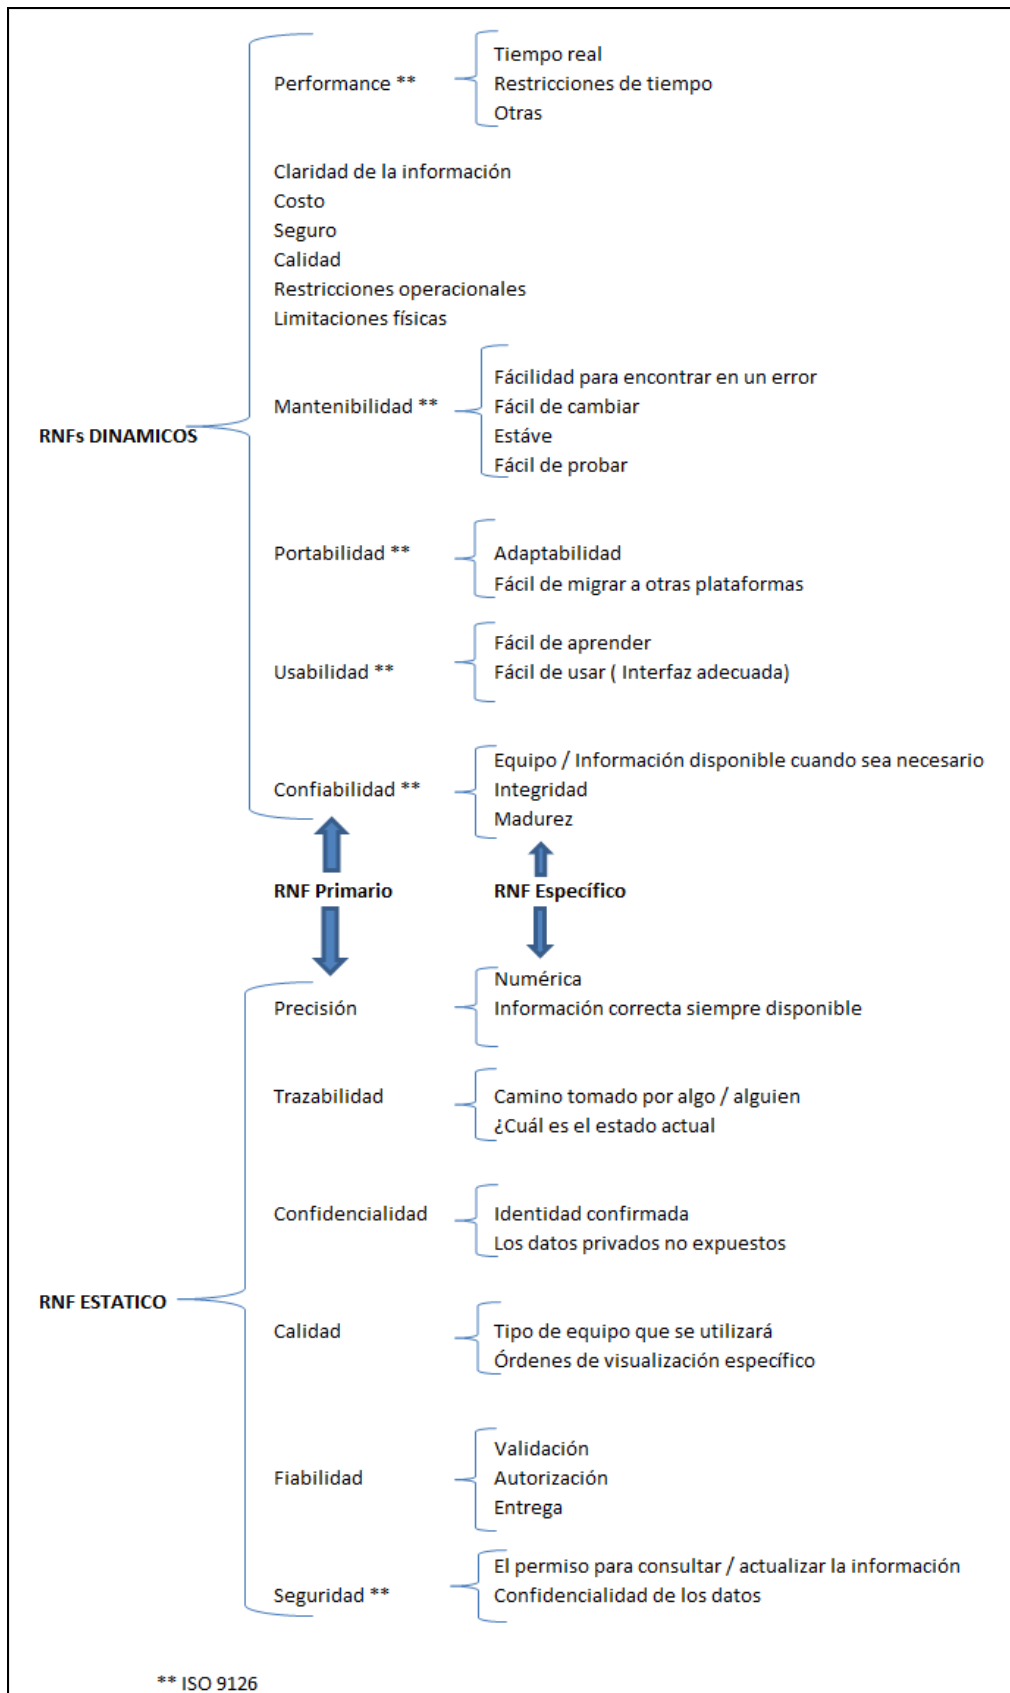 Tiempo real
Performance **
Restricciones de tiempo
Otras
Claridad de la información
Costo
Seguro
Calidad
Restricciones operacionales
Limitaciones físicas
Fácilidad para encontrar en un error
Mantenibilidad **
Fácil de cambiar
RNFs DINAMICOS
Estáve
Fácil de probar
Portabilidad **
Adaptabilidad
Fácil de migrar a otras plataformas
Fácil de aprender
Usabilidad **
Fácil de usar ( Interfaz adecuada)
Equipo / Información disponible cuando sea necesario
Confiabilidad **
Integridad
Madurez
RNF Primario
RNF Específico
Numérica
Precisión
Información correcta siempre disponible
Trazabilidad
Camino tomado por algo / alguien
¿Cuál es el estado actual
Confidencialidad
Identidad confirmada
Los datos privados no expuestos
RNF ESTATICO
Calidad
Tipo de equipo que se utilizará
Órdenes de visualización específico
Validación
Fiabilidad
Autorización
Entrega
El permiso para consultar / actualizar la información
Seguridad **
Confidencialidad de los datos
** ISO 9126